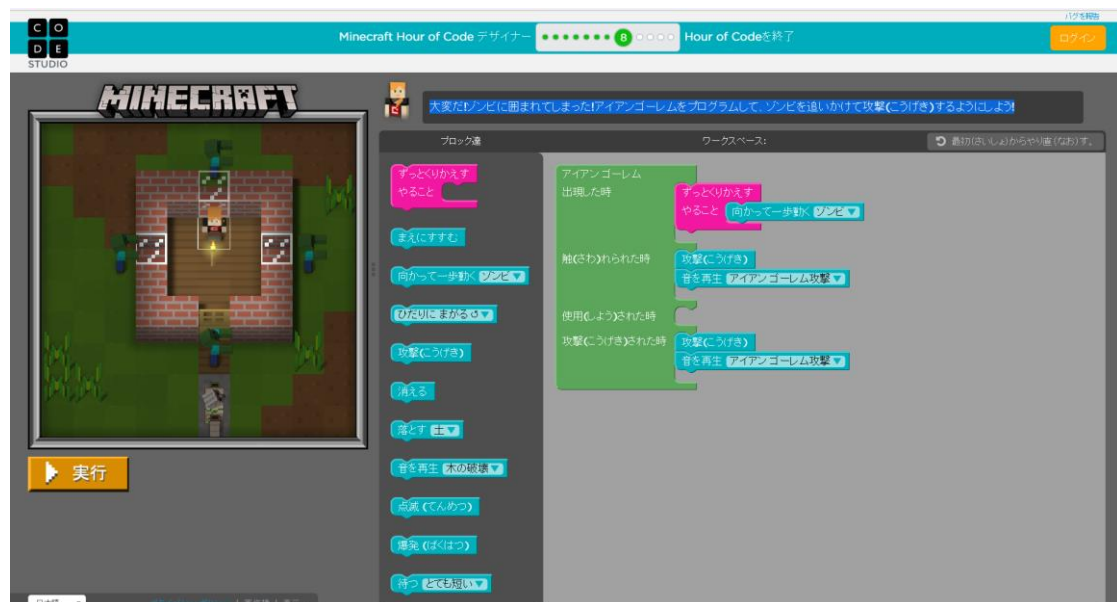 バグを報告
CO
DE
STUDIO
Minecraft Hour of Code デザイナー
8
Hour of Codeを終了
ログイン
MINECRAFT
大変だ!ゾンビに囲まれてしまった!アイアンゴーレムをプログラムして、ゾンビを追いかけて攻撃(こうげき)するようにしよう!
ブロック達
ワークスペース:
最初(さいしょ)からやり直(なお)す。
ずっとくりかえす
やること
まえにすすむ
向かって一歩動く ゾンビ▼
ひだりにまがる↺▼
攻撃(こうげき)
消える
落とす 土▼
音を再生 木の破壊▼
点滅 (てんめつ)
爆発 (ばくはつ)
待つ とても短い▼
アイアン ゴーレム
出現した時
ずっとくりかえす
やること 向かって一歩動く ゾンビ▼
触(さわ)れられた時
攻撃(こうげき)
音を再生 アイアン ゴーレム攻撃▼
使用(しよう)された時
攻撃(こうげき)された時
攻撃(こうげき)
音を再生 アイアン ゴーレム攻撃▼
実行